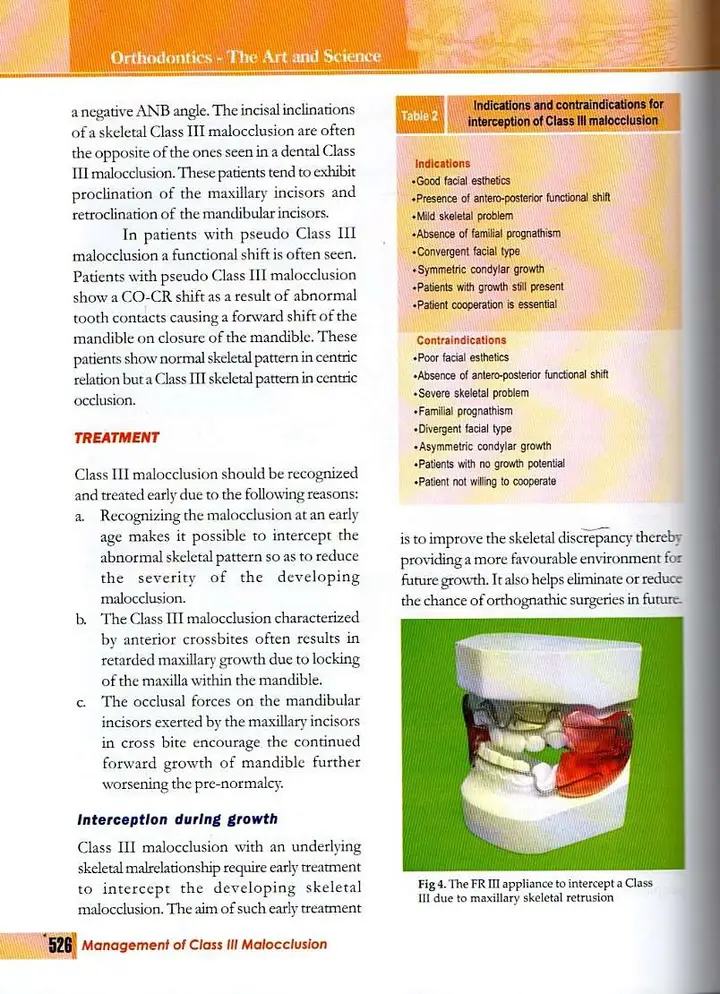 Orthodontics - The Art and Science
a negative ANB angle. The incisal inclinations
of a skeletal Class III malocclusion are often
the opposite of the ones seen in a dental Class
III malocclusion. These patients tend to exhibit
proclination of the maxillary incisors and
retroclination of the mandibular incisors.
In patients with pseudo Class III
malocclusion a functional shift is often seen.
Patients with pseudo Class III malocclusion
show a CO-CR shift as a result of abnormal
tooth contacts causing a forward shift of the
mandible on closure of the mandible. These
patients show normal skeletal pattern in centric
relation but a Class III skeletal pattern in centric
occlusion.
TREATMENT
Class III malocclusion should be recognized
and treated early due to the following reasons:
a. Recognizing the malocclusion at an early
age makes it possible to intercept the
abnormal skeletal pattern so as to reduce
the severity of the developing
malocclusion.
b. The Class III malocclusion characterized
by anterior crossbites often results in
retarded maxillary growth due to locking
of the maxilla within the mandible.
c. The occlusal forces on the mandibular
incisors exerted by the maxillary incisors
in cross bite encourage the continued
forward growth of mandible further
worsening the pre-normalcy.
Interception during growth
Class III malocclusion with an underlying
skeletal malrelationship require early treatment
to intercept the developing skeletal
malocclusion. The aim of such early treatment
Table 2
Indications and contraindications for
interception of Class III malocclusion
Indications
•Good facial esthetics
•Presence of antero-posterior functional shift
•Mild skeletal problem
•Absence of familial prognathism
•Convergent facial type
•Symmetric condylar growth
•Patients with growth still present
•Patient cooperation is essential
Contraindications
•Poor facial esthetics
•Absence of antero-posterior functional shift
•Severe skeletal problem
•Familial prognathism
•Divergent facial type
•Asymmetric condylar growth
•Patients with no growth potential
•Patient not willing to cooperate
is to improve the skeletal discrepancy thereby
providing a more favourable environment for
future growth. It also helps eliminate or reduce
the chance of orthognathic surgeries in future.
Fig 4. The FR III appliance to intercept a Class
III due to maxillary skeletal retrusion
526 Management of Class III Malocclusion